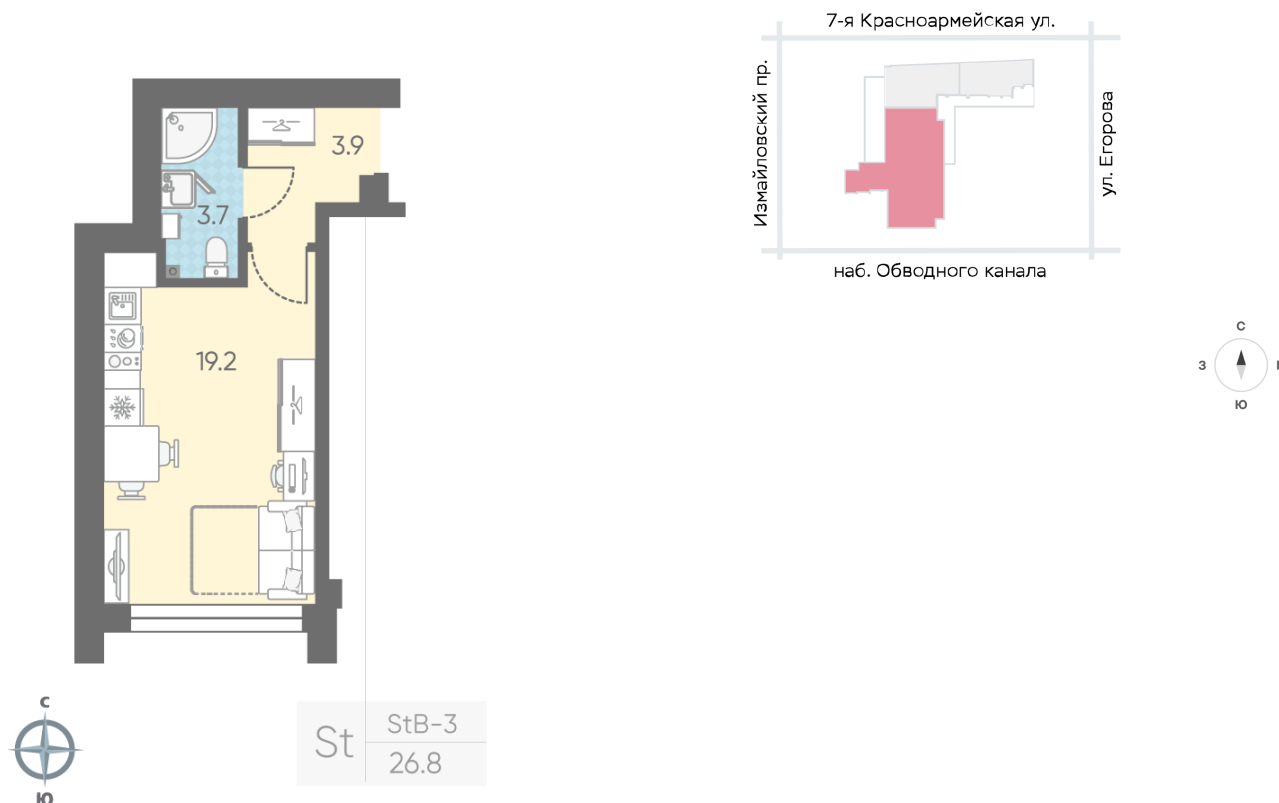 7-я Красноармейская ул.
Измайловский пр.
ул. Егорова
наб. Обводного канала
3.9
3.7
19.2
С
З
Ю
с
ю
St
StB-3
26.8